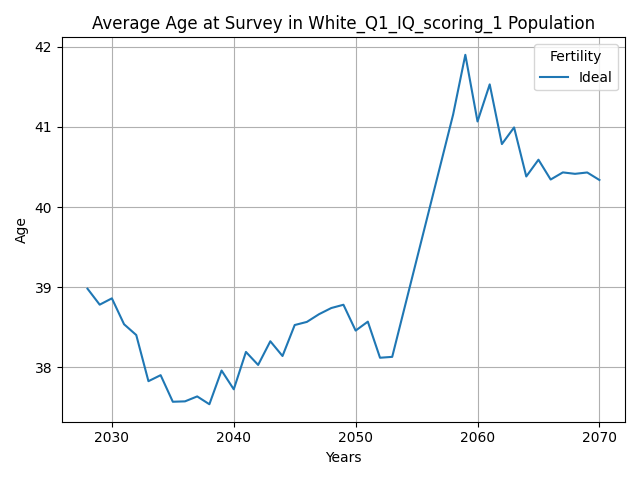 Average Age at Survey in White_Q1_IQ_scoring_1 Population
Fertility
Ideal
42
41
40
39
38
Age
2030
2040
2050
2060
2070
Years